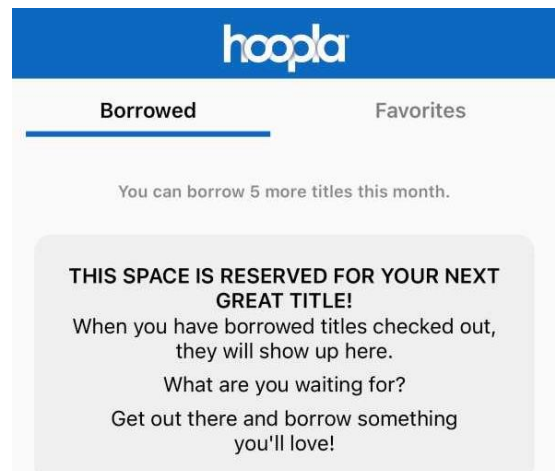 hoopla
Borrowed Favorites
You can borrow 5 more titles this month.
THIS SPACE IS RESERVED FOR YOUR NEXT
GREAT TITLE!
When you have borrowed titles checked out,
they will show up here.
What are you waiting for?
Get out there and borrow something
you'll love!